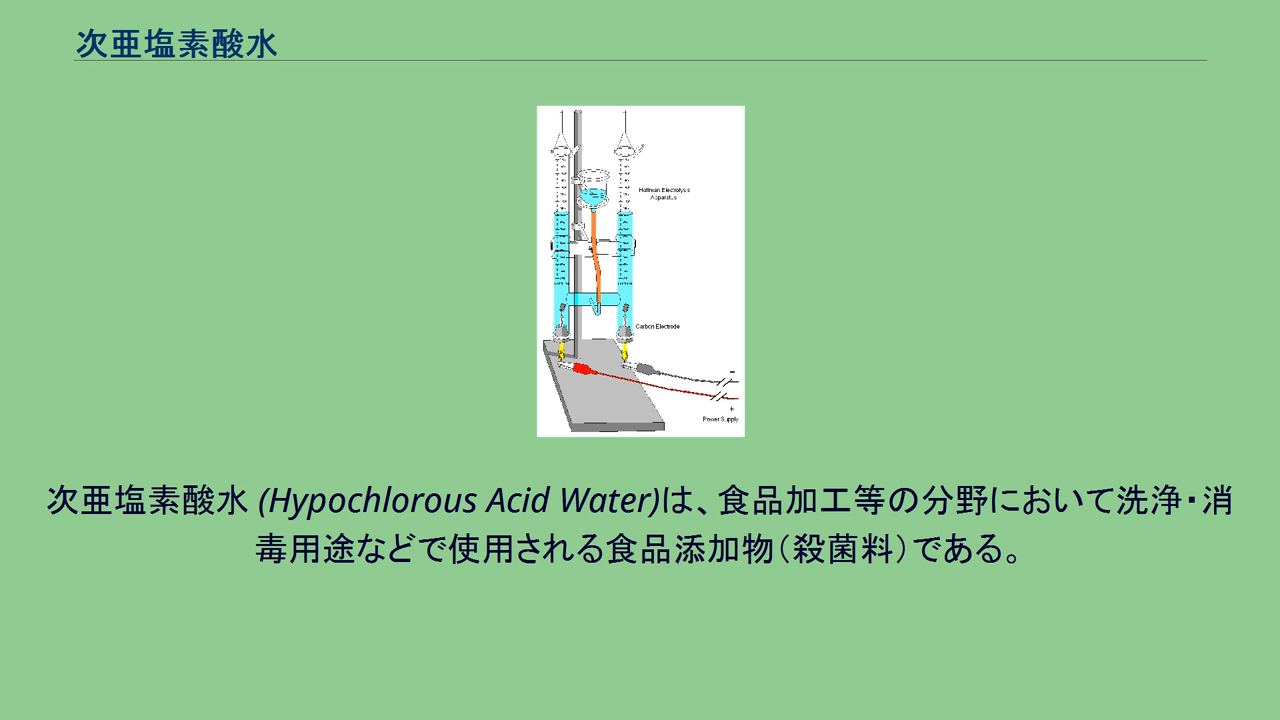 次亜塩素酸水
Hoffman Electrolysis
Apparatus
Carbon Electrode
−
+
Power Supply
次亜塩素酸水 (Hypochlorous Acid Water)は、食品加工等の分野において洗浄・消
毒用途などで使用される食品添加物（殺菌料）である。